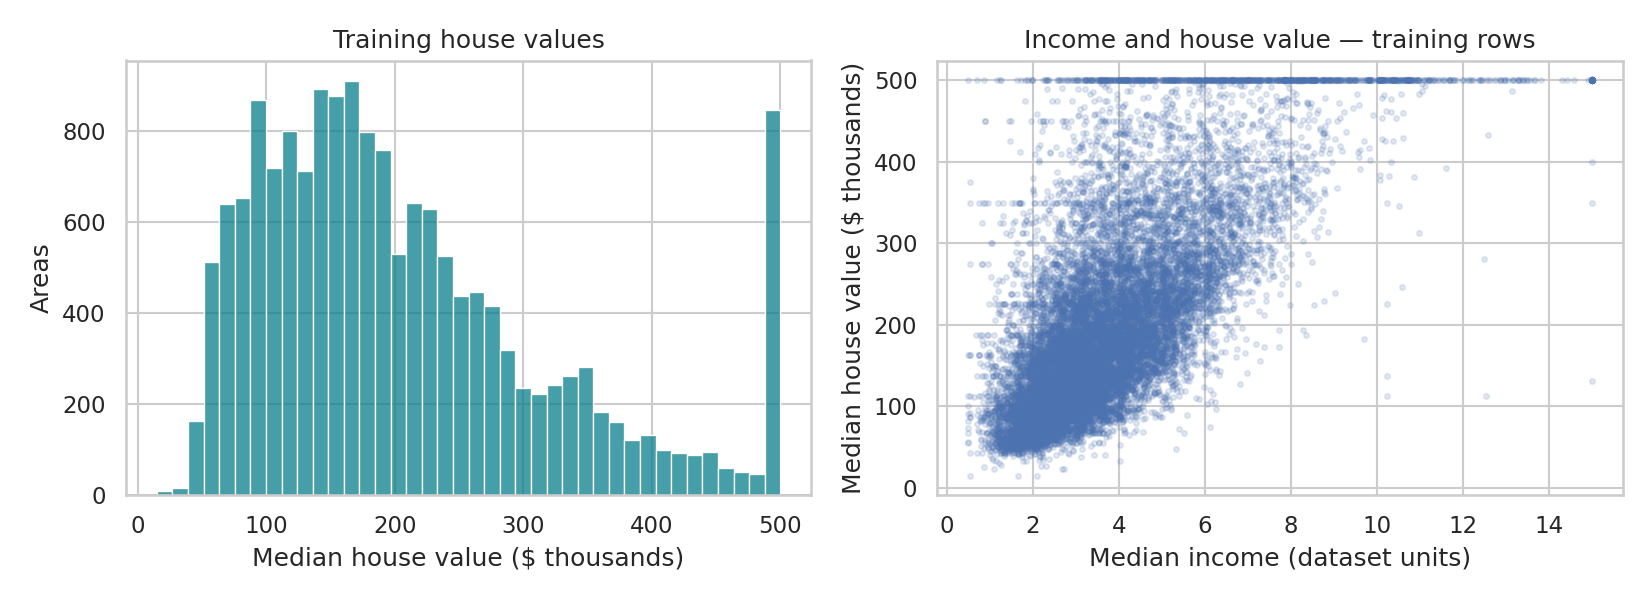 Training house values
Areas
800
600
400
200
0
0 100 200 300 400 500
Median house value ($ thousands)
Income and house value — training rows
Median house value ($ thousands)
500
400
300
200
100
0
0 2 4 6 8 10 12 14
Median income (dataset units)